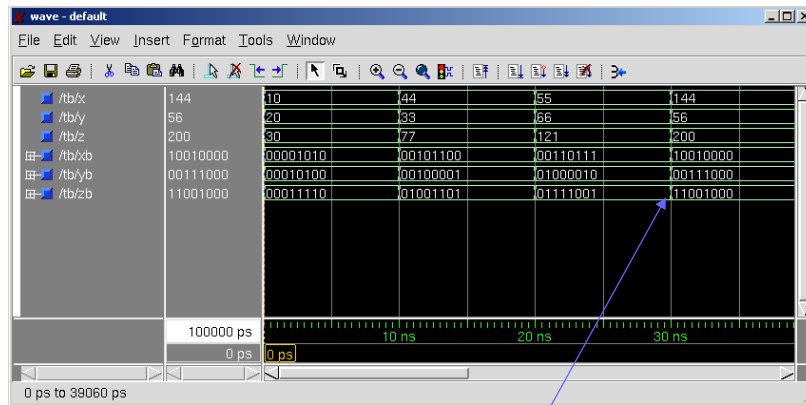 wave - default
File Edit View Insert Format Tools Window
/tb/x 144 10 44 55 144
/tb/y 56 20 33 66 56
/tb/z 200 30 77 121 200
/tb/xb 10010000 00001010 00101100 00110111 10010000
/tb/yb 00111000 00010100 00100001 01000010 00111000
/tb/zb 11001000 00011110 01001101 01111001 11001000
100000 ps 10 ns 20 ns 30 ns
0 ps 0 ps
0 ps to 39060 ps